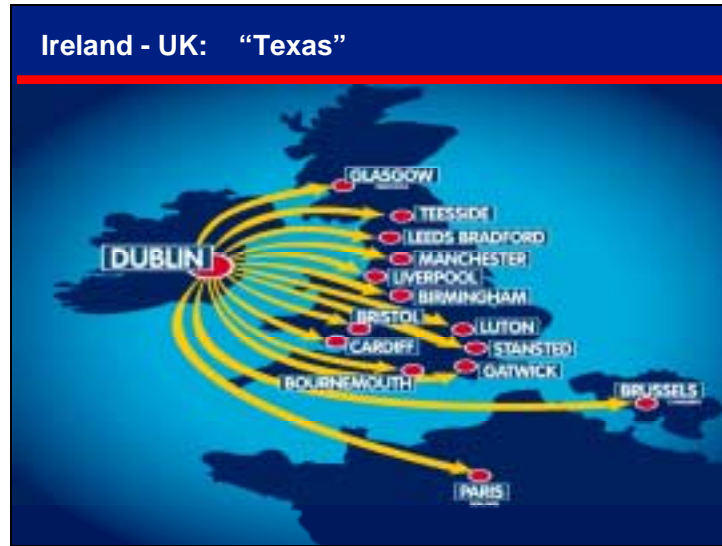 Ireland - UK: “Texas”
GLASGOW
TEESSIDE
LEEDS BRADFORD
DUBLIN
MANCHESTER
LIVERPOOL
BIRMINGHAM
BRISTOL
LUTON
CARDIFF
STANSTED
GATWICK
BOURNEMOUTH
BRUSSELS
PARIS